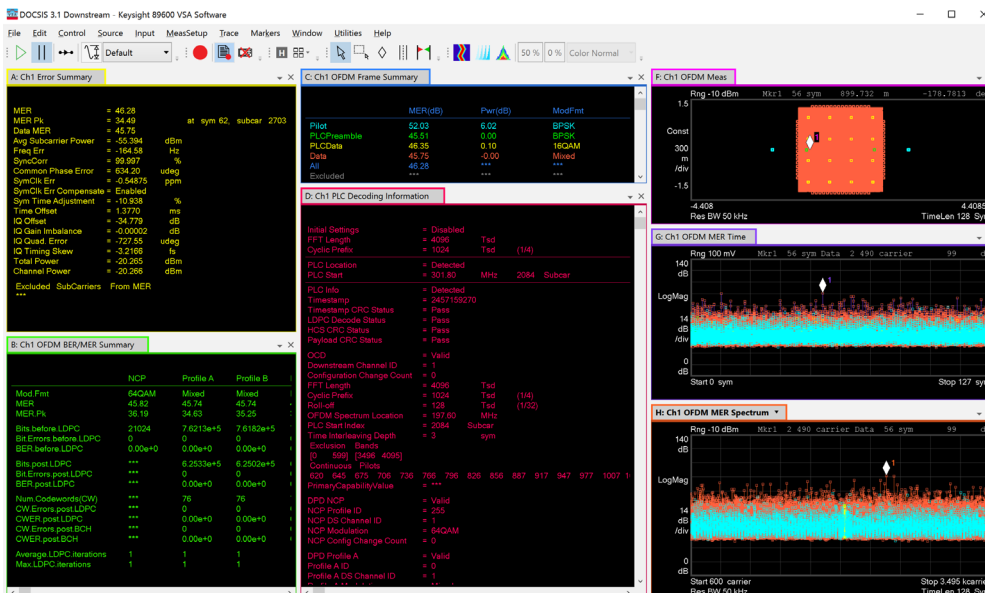 DOCSIS 3.1 Downstream - Keysight 89600 VSA Software
File Edit Control Source Input MeasSetup Trace Markers Window Utilities Help
Default 50 % 0 % Color Normal
A: Ch1 Error Summary
MER = 46.28
MER Pk = 34.49 at sym 62, subcar 2703
Data MER = 45.75
Avg Subcarrier Power = -55.394 dBm
Freq Err = -164.58 Hz
SyncCorr = 99.997 %
Common Phase Error = 634.20 udeg
SymClk Err = -0.54875 ppm
SymClk Err Compensate = Enabled
Sym Time Adjustment = -10.938 %
Time Offset = 1.3770 ms
IQ Offset = -34.779 dB
IQ Gain Imbalance = -0.00002 dB
IQ Quad. Error = -727.55 udeg
IQ Timing Skew = -3.2166 fs
Total Power = -20.265 dBm
Channel Power = -20.266 dBm
Excluded SubCarriers From MER
***
B: Ch1 OFDM BER/MER Summary
NCP Profile A Profile B
Mod.Fmt 64QAM Mixed Mixed
MER 45.82 45.74 45.74
MER.Pk 36.19 34.63 35.25
Bits.before.LDPC 21024 7.6213e+5 7.6182e+5
Bit.Errors.before.LDPC 0 0 0
BER.before.LDPC 0.00e+0 0.00e+0 0.00e+0
Bits.post.LDPC *** 6.2533e+5 6.2502e+5
Bit.Errors.post.LDPC *** 0 0
BER.post.LDPC *** 0.00e+0 0.00e+0
Num.Codewords(CW) *** 76 76
CW.Errors.post.LDPC *** 0 0
CWER.post.LDPC *** 0.00e+0 0.00e+0
CW.Errors.post.BCH *** 0 0
CWER.post.BCH *** 0.00e+0 0.00e+0
Average.LDPC.iterations 1 1 1
Max.LDPC.iterations 1 1 1
C: Ch1 OFDM Frame Summary
MER(dB) Pwr(dB) ModFmt
Pilot 52.03 6.02 BPSK
PLCPreamble 45.51 0.00 BPSK
PLCData 46.35 0.10 16QAM
Data 45.75 -0.00 Mixed
All 46.28 *** ***
Excluded *** *** ***
D: Ch1 PLC Decoding Information
Initial Settings = Disabled
FFT Length = 4096 Tsd
Cyclic Prefix = 1024 Tsd (1/4)
PLC Location = Detected
PLC Start = 301.80 MHz 2084 Subcar
PLC Info = Detected
Timestamp = 2457159270
Timestamp CRC Status = Pass
LDPC Decode Status = Pass
HCS CRC Status = Pass
Payload CRC Status = Pass
OCD = Valid
Downstream Channel ID = 1
Configuration Change Count = 0
FFT Length = 4096 Tsd
Cyclic Prefix = 1024 Tsd (1/4)
Roll-off = 128 Tsd (1/32)
OFDM Spectrum Location = 197.60 MHz
PLC Start Index = 2084 Subcar
Time Interleaving Depth = 3 sym
Exclusion Bands
[0 599] [3496 4095]
Continuous Pilots
620 645 675 706 736 766 796 826 856 887 917 947 977 1007
PrimaryCapabilityValue = ***
DPD NCP = Valid
NCP Profile ID = 255
NCP DS Channel ID = 1
NCP Modulation = 64QAM
NCP Config Change Count = 0
DPD Profile A = Valid
Profile A ID = 0
Profile A DS Channel ID = 1
F: Ch1 OFDM Meas
Rng -10 dBm Mkr1 56 sym 899.732 m -178.7813
1.5
Const
300
m
/div
-1.5
-4.408 4.4085
Res BW 50 kHz TimeLen 128
G: Ch1 OFDM MER Time
Rng 100 mV Mkr1 56 sym Data 2 490 carrier 99
140
dB
LogMag
14
dB
/div
0
dB
Start 0 sym Stop 127
H: Ch1 OFDM MER Spectrum
Rng -10 dBm Mkr1 2 490 carrier Data 56 sym 99
140
dB
LogMag
14
dB
/div
0
dB
Start 600 carrier Stop 3.495 kcarrie
Res BW 50 kHz TimeLen 128